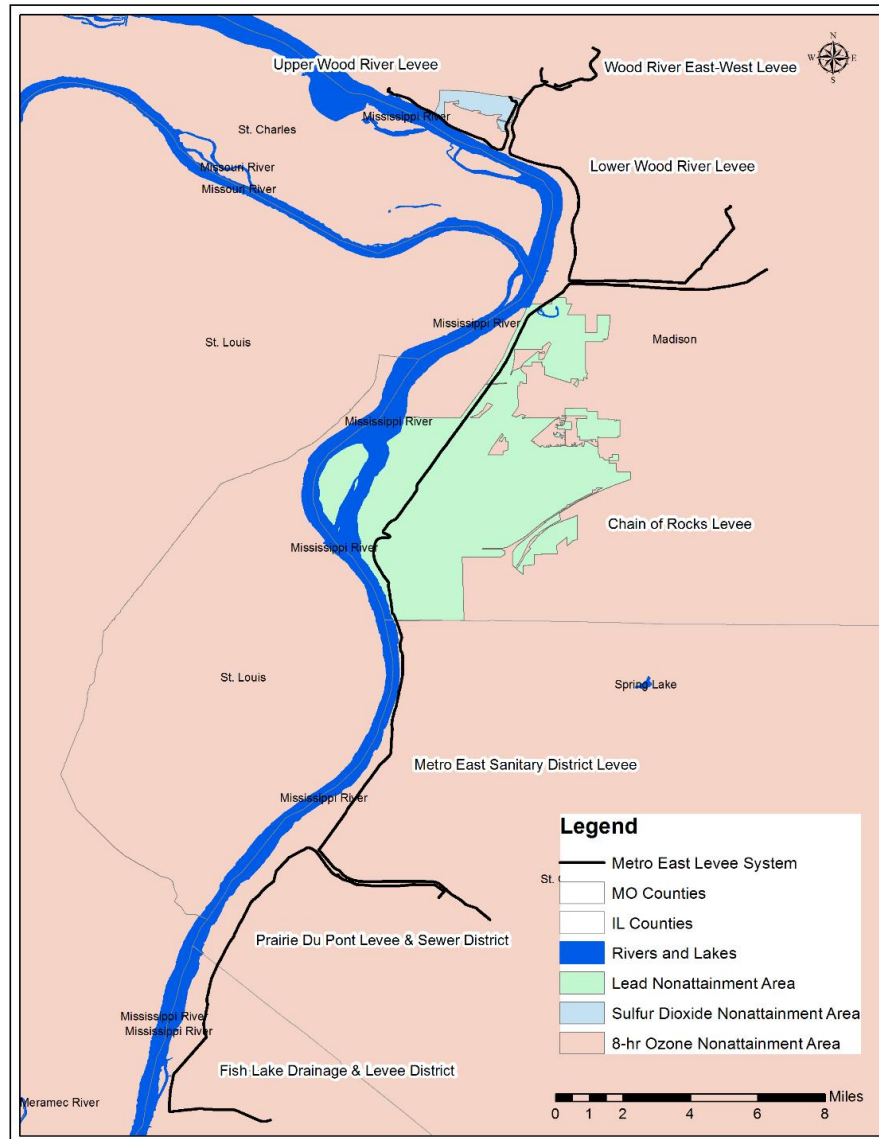 N
W
E
S
Upper Wood River Levee
Wood River East-West Levee
Mississippi River
St. Charles
Missouri River
Missouri River
Lower Wood River Levee
Mississippi River
St. Louis
Madison
Mississippi River
Chain of Rocks Levee
Mississippi River
St. Louis
Spring Lake
Metro East Sanitary District Levee
Mississippi River
Legend
Metro East Levee System
St.
MO Counties
IL Counties
Prairie Du Pont Levee & Sewer District
Rivers and Lakes
Lead Nonattainment Area
Mississippi River
Sulfur Dioxide Nonattainment Area
Mississippi River
8-hr Ozone Nonattainment Area
Fish Lake Drainage & Levee District
Meramec River
Miles
0 1 2 4 6 8